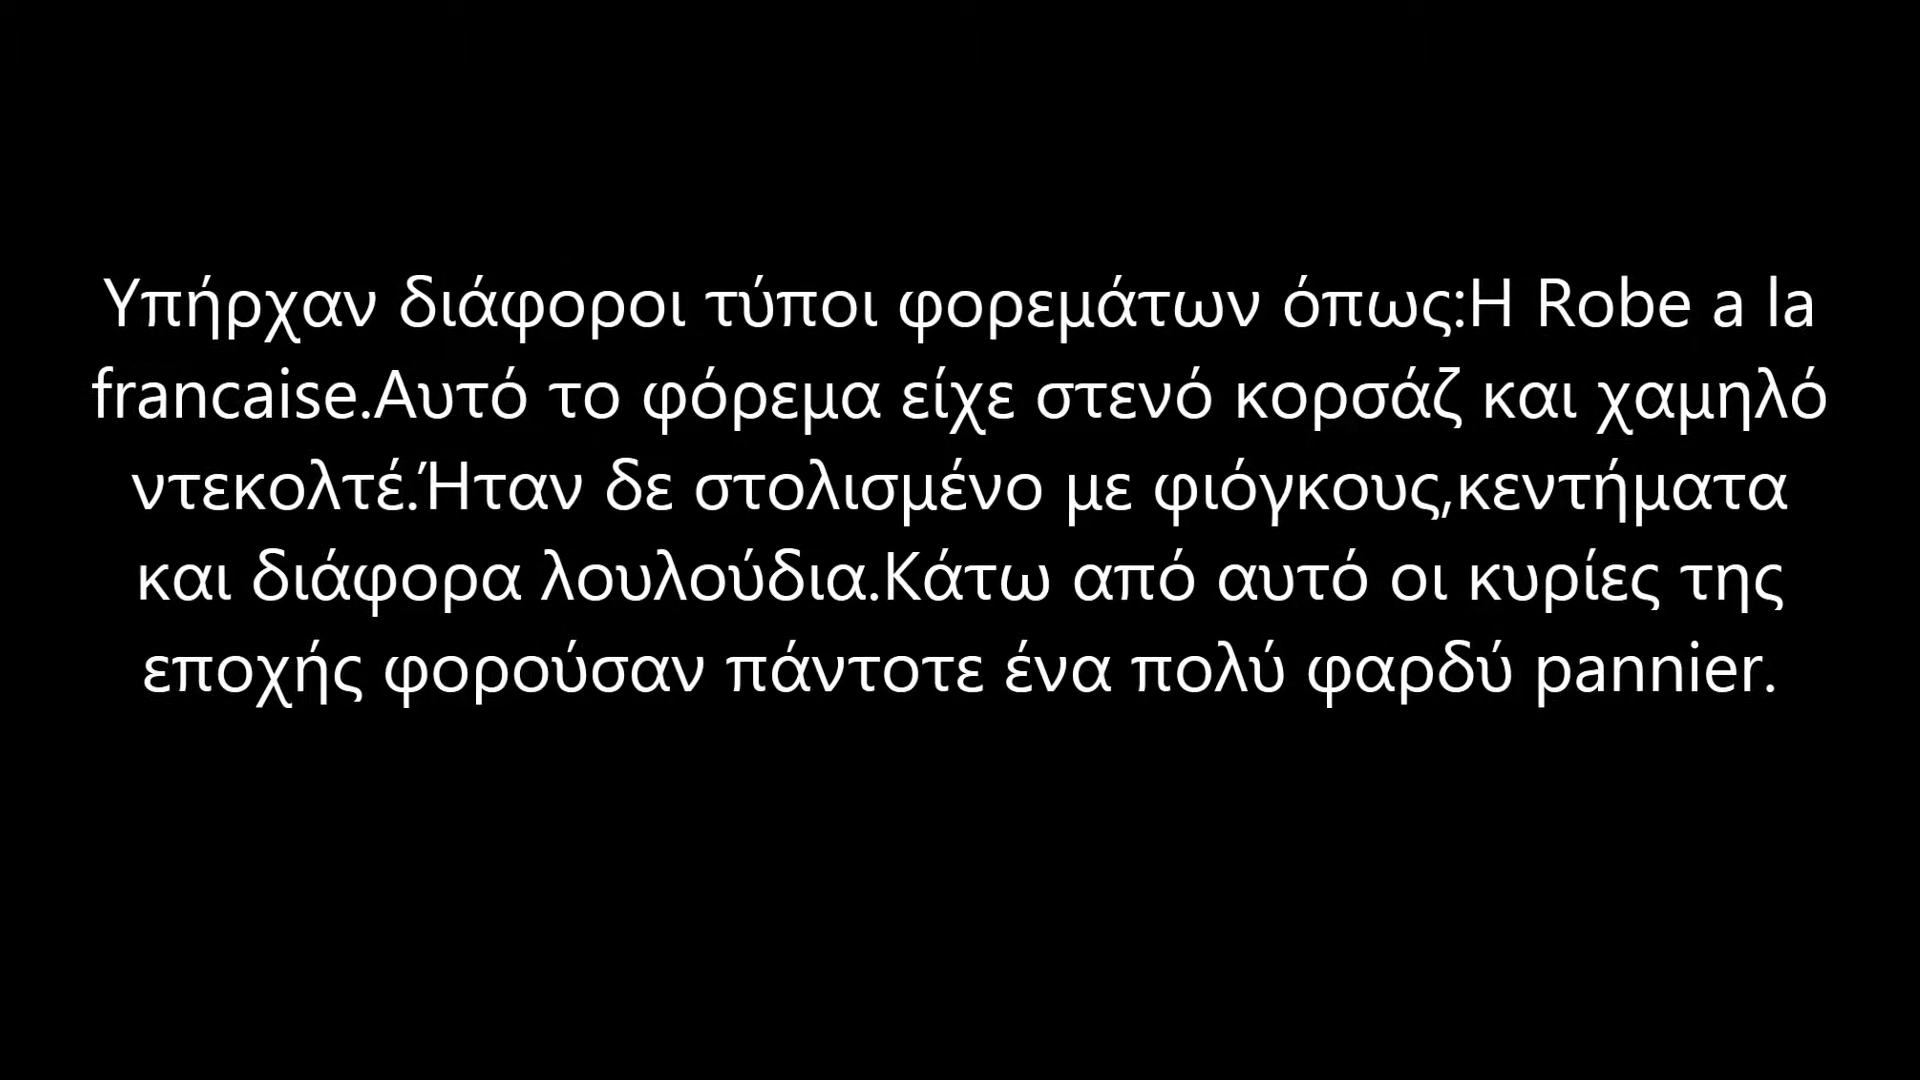 Υπήρχαν διάφοροι τύποι φορεμάτων όπως:Η Robe a la
francaise.Αυτό το φόρεμα είχε στενό κορσάζ και χαμηλό
ντεκολτέ.Ήταν δε στολισμένο με φιόγκους,κεντήματα
και διάφορα λουλούδια.Κάτω από αυτό οι κυρίες της
εποχής φορούσαν πάντοτε ένα πολύ φαρδύ pannier.